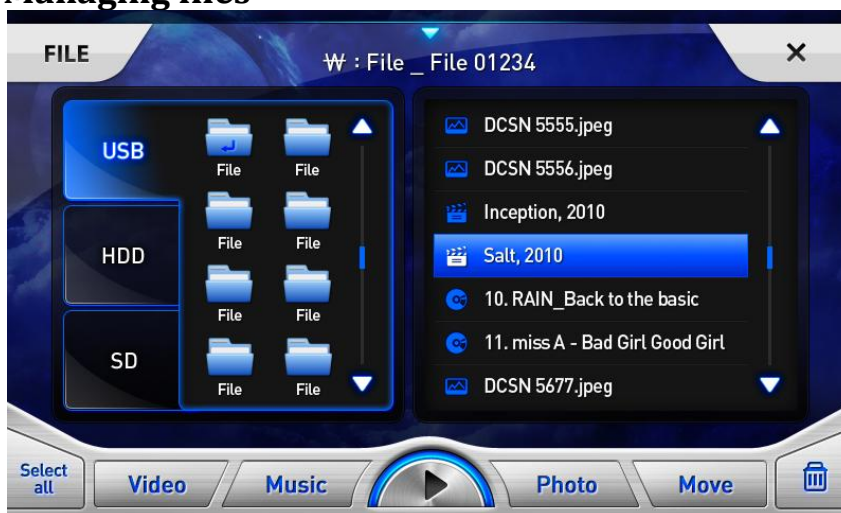 Managing files
FILE
₩ : File _ File 01234
USB
HDD
SD
File File
File File
File File
File File
DCSN 5555.jpeg
DCSN 5556.jpeg
Inception, 2010
Salt, 2010
10. RAIN_Back to the basic
11. miss A - Bad Girl Good Girl
DCSN 5677.jpeg
Select
all
Video
Music
Photo
Move